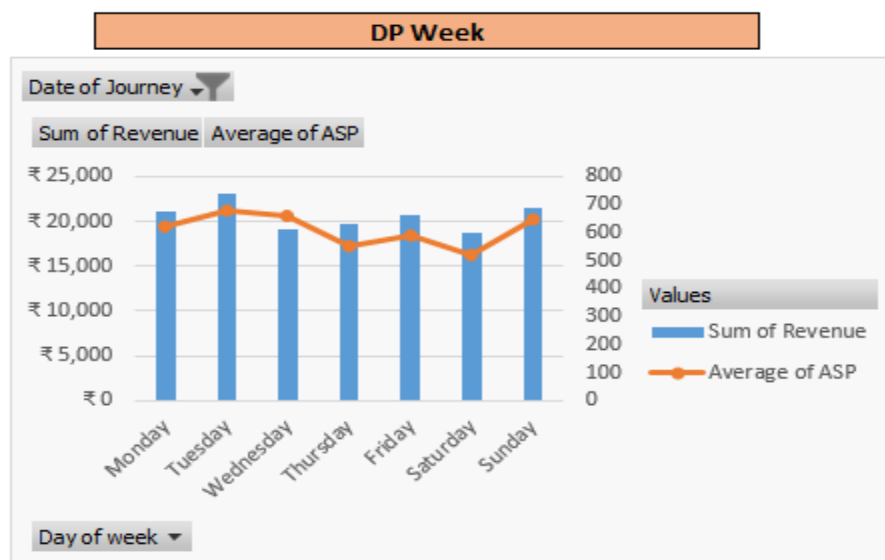 DP Week
Date of Journey
Sum of Revenue Average of ASP
₹ 25,000
₹ 20,000
₹ 15,000
₹ 10,000
₹ 5,000
₹ 0
800
700
600
500
400
300
200
100
0
Monday
Tuesday
Wednesday
Thursday
Friday
Saturday
Sunday
Values
Sum of Revenue
Average of ASP
Day of week